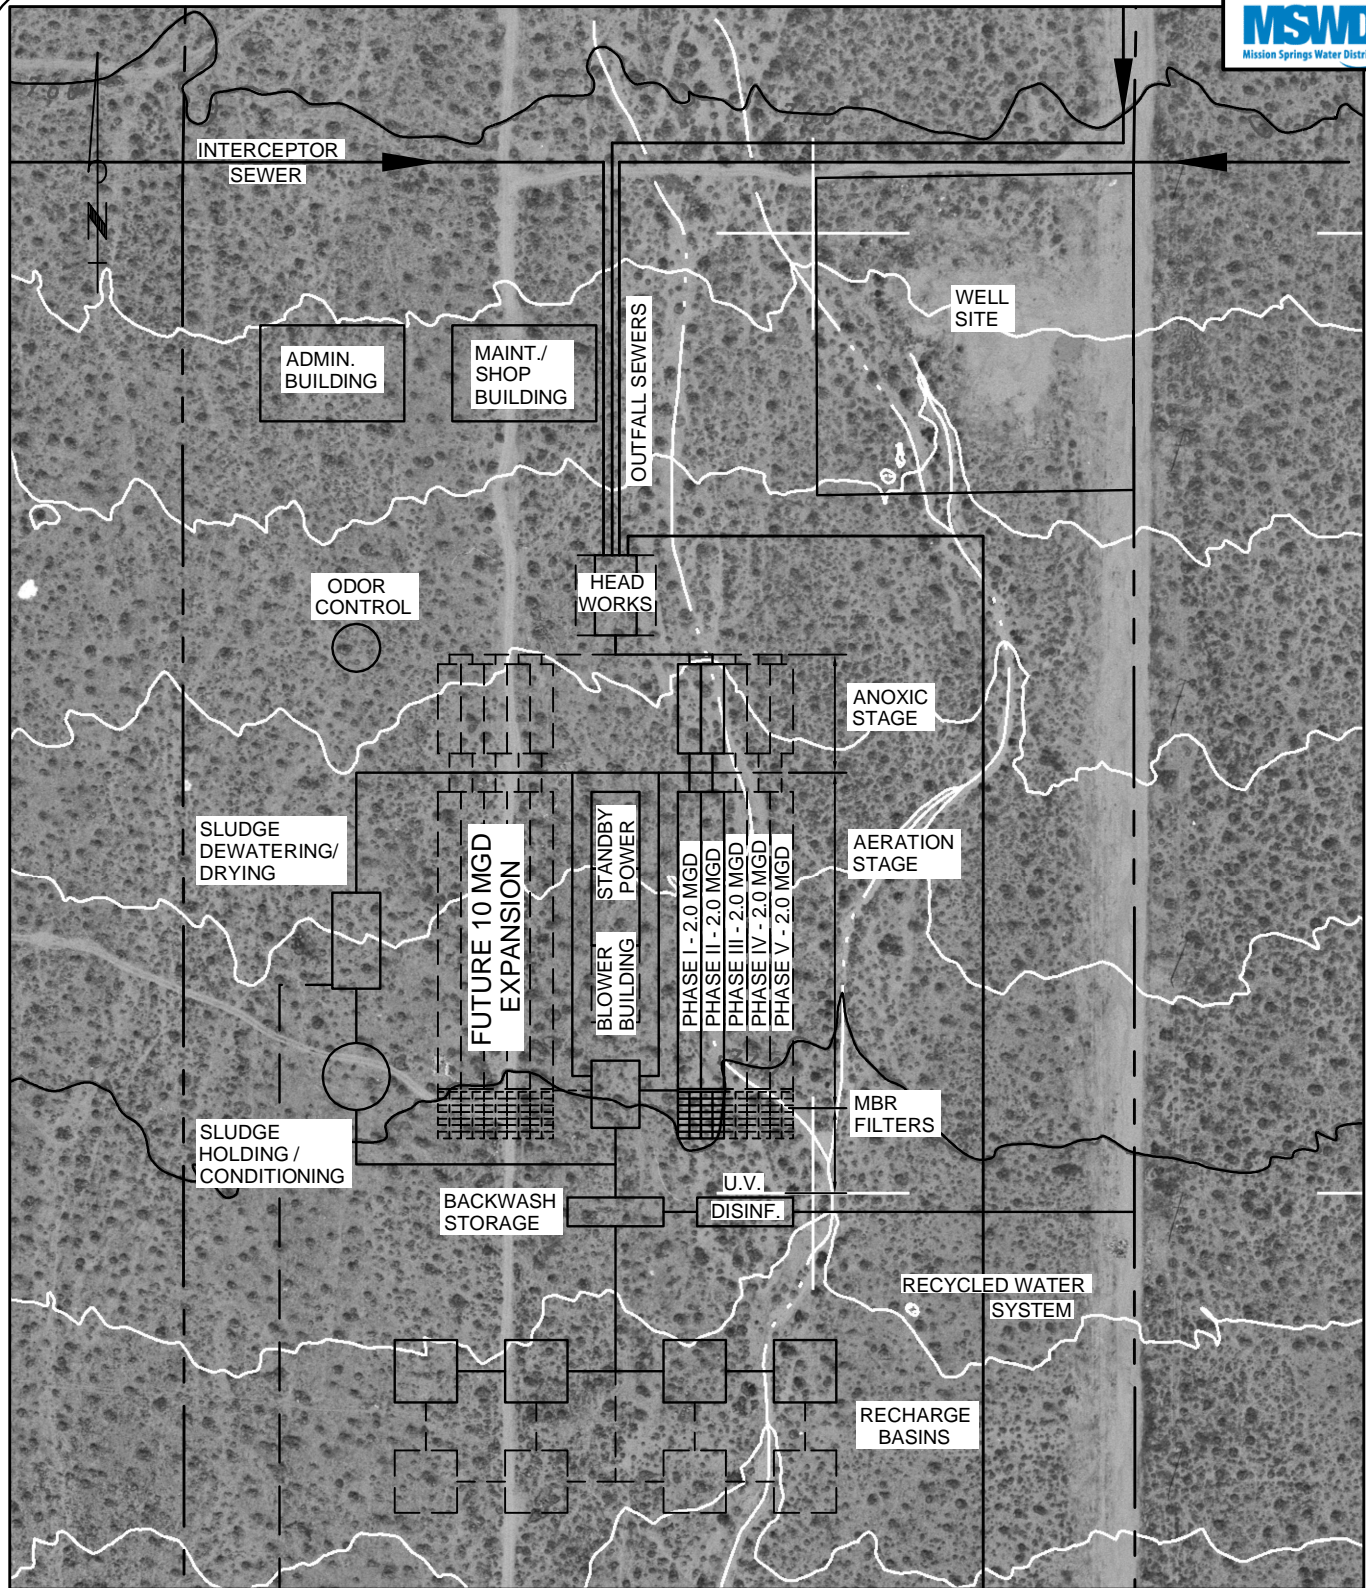 MSWD
Mission Springs Water Distri
INTERCEPTOR
SEWER
N
WELL
SITE
OUTFALL SEWERS
ADMIN.
BUILDING
MAINT./
SHOP
BUILDING
ODOR
CONTROL
HEAD
WORKS
ANOXIC
STAGE
SLUDGE
DEWATERING/
DRYING
FUTURE 10 MGD
EXPANSION
STANDBY
POWER
BLOWER
BUILDING
PHASE I - 2.0 MGD
PHASE II - 2.0 MGD
PHASE III - 2.0 MGD
PHASE IV - 2.0 MGD
PHASE V - 2.0 MGD
AERATION
STAGE
MBR
FILTERS
SLUDGE
HOLDING /
CONDITIONING
BACKWASH
STORAGE
U.V.
DISINF.
RECYCLED WATER
SYSTEM
RECHARGE
BASINS